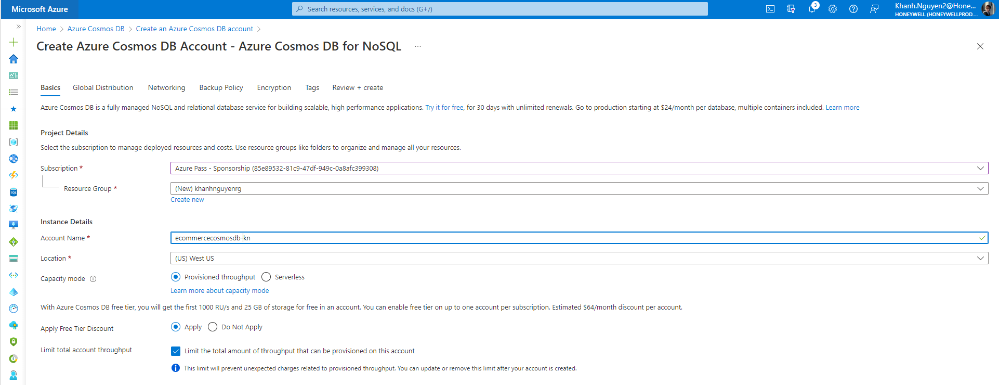 Microsoft Azure
Search resources, services, and docs (G+/)
3
Khanh.Nguyen2@Hone...
HONEYWELL (HONEYWELLPROD....
Home > Azure Cosmos DB > Create an Azure Cosmos DB account >
Create Azure Cosmos DB Account - Azure Cosmos DB for NoSQL ...
Basics Global Distribution Networking Backup Policy Encryption Tags Review + create
Azure Cosmos DB is a fully managed NoSQL and relational database service for building scalable, high performance applications. Try it for free, for 30 days with unlimited renewals. Go to production starting at $24/month per database, multiple containers included. Learn more
Project Details
Select the subscription to manage deployed resources and costs. Use resource groups like folders to organize and manage all your resources.
Subscription * Azure Pass - Sponsorship (85e89532-81c9-47df-949c-0a8afc399308)
Resource Group * (New) khanhnguyenrg
Create new
Instance Details
Account Name * ecommercecosmosdb-kn
Location * (US) West US
Capacity mode Provisioned throughput Serverless
Learn more about capacity mode
With Azure Cosmos DB free tier, you will get the first 1000 RU/s and 25 GB of storage for free in an account. You can enable free tier on up to one account per subscription. Estimated $64/month discount per account.
Apply Free Tier Discount Apply Do Not Apply
Limit total account throughput Limit the total amount of throughput that can be provisioned on this account
This limit will prevent unexpected charges related to provisioned throughput. You can update or remove this limit after your account is created.
SQL